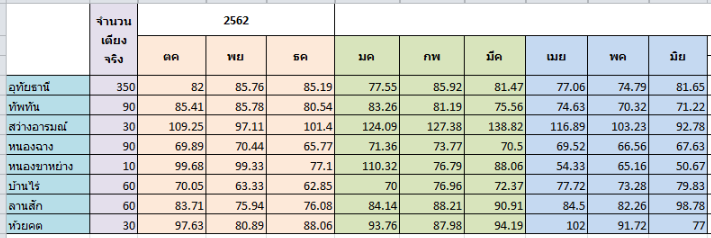 จำนวน เตียง จริง 2562
ตค พย ธค มค กพ มีค เมย พค มิย
อุทัยธานี 350 82 85.76 85.19 77.55 85.92 81.47 77.06 74.79 81.65
ทัพทัน 90 85.41 85.78 80.54 83.26 81.19 75.56 74.63 70.32 71.22
สว่างอารมณ์ 30 109.25 97.11 101.4 124.09 127.38 138.82 116.89 103.23 92.78
หนองฉาง 90 69.89 70.44 65.77 71.36 73.77 70.5 69.52 66.56 67.63
หนองขาหย่าง 10 99.68 99.33 77.1 110.32 76.79 88.06 54.33 65.16 50.67
บ้านไร่ 60 70.05 63.33 62.85 70 76.96 72.37 77.72 73.28 79.83
ลานสัก 60 83.71 75.94 76.08 84.14 88.21 90.91 84.5 82.26 98.78
ห้วยคต 30 97.63 80.89 88.06 93.76 87.98 94.19 102 91.72 77